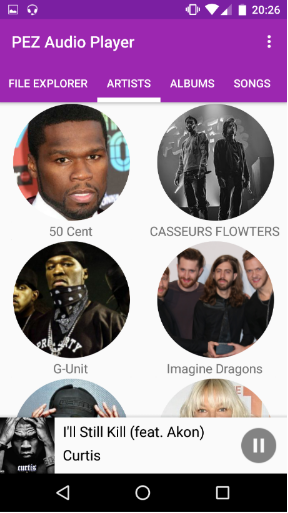 20:26
PEZ Audio Player
FILE EXPLORER ARTISTS ALBUMS SONGS
50 Cent
CASSEURS FLOWTERS
G-Unit
Imagine Dragons
I'll Still Kill (feat. Akon)
Curtis
curtis